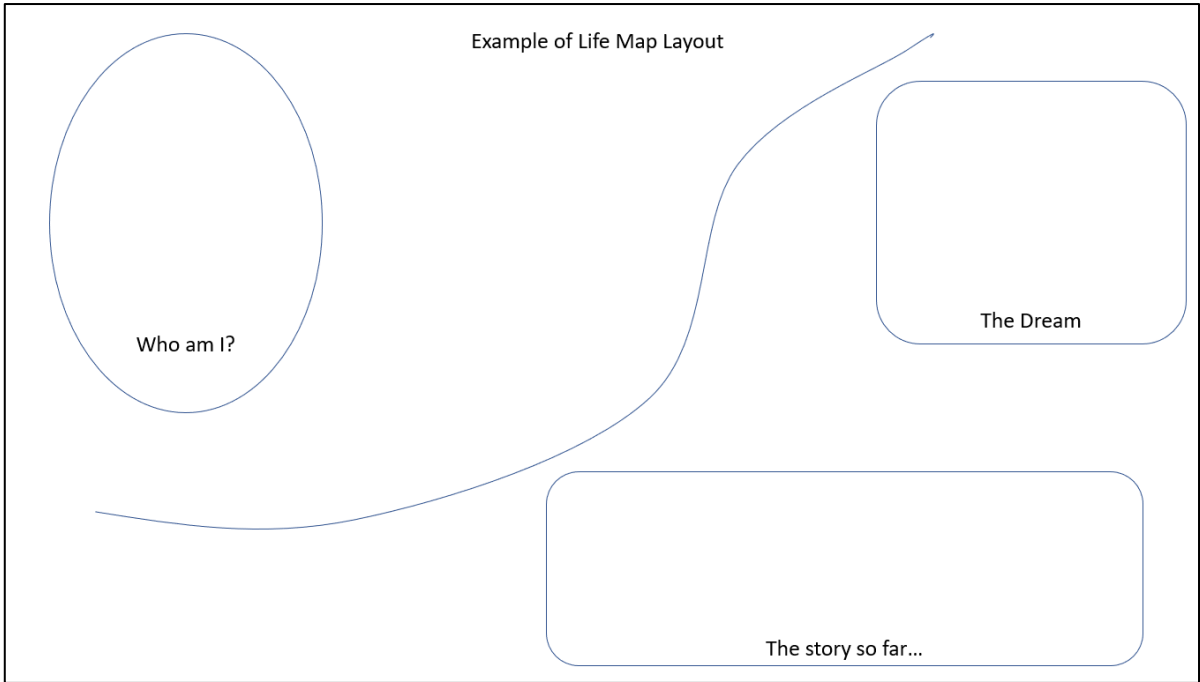 Example of Life Map Layout
Who am I?
The Dream
The story so far...